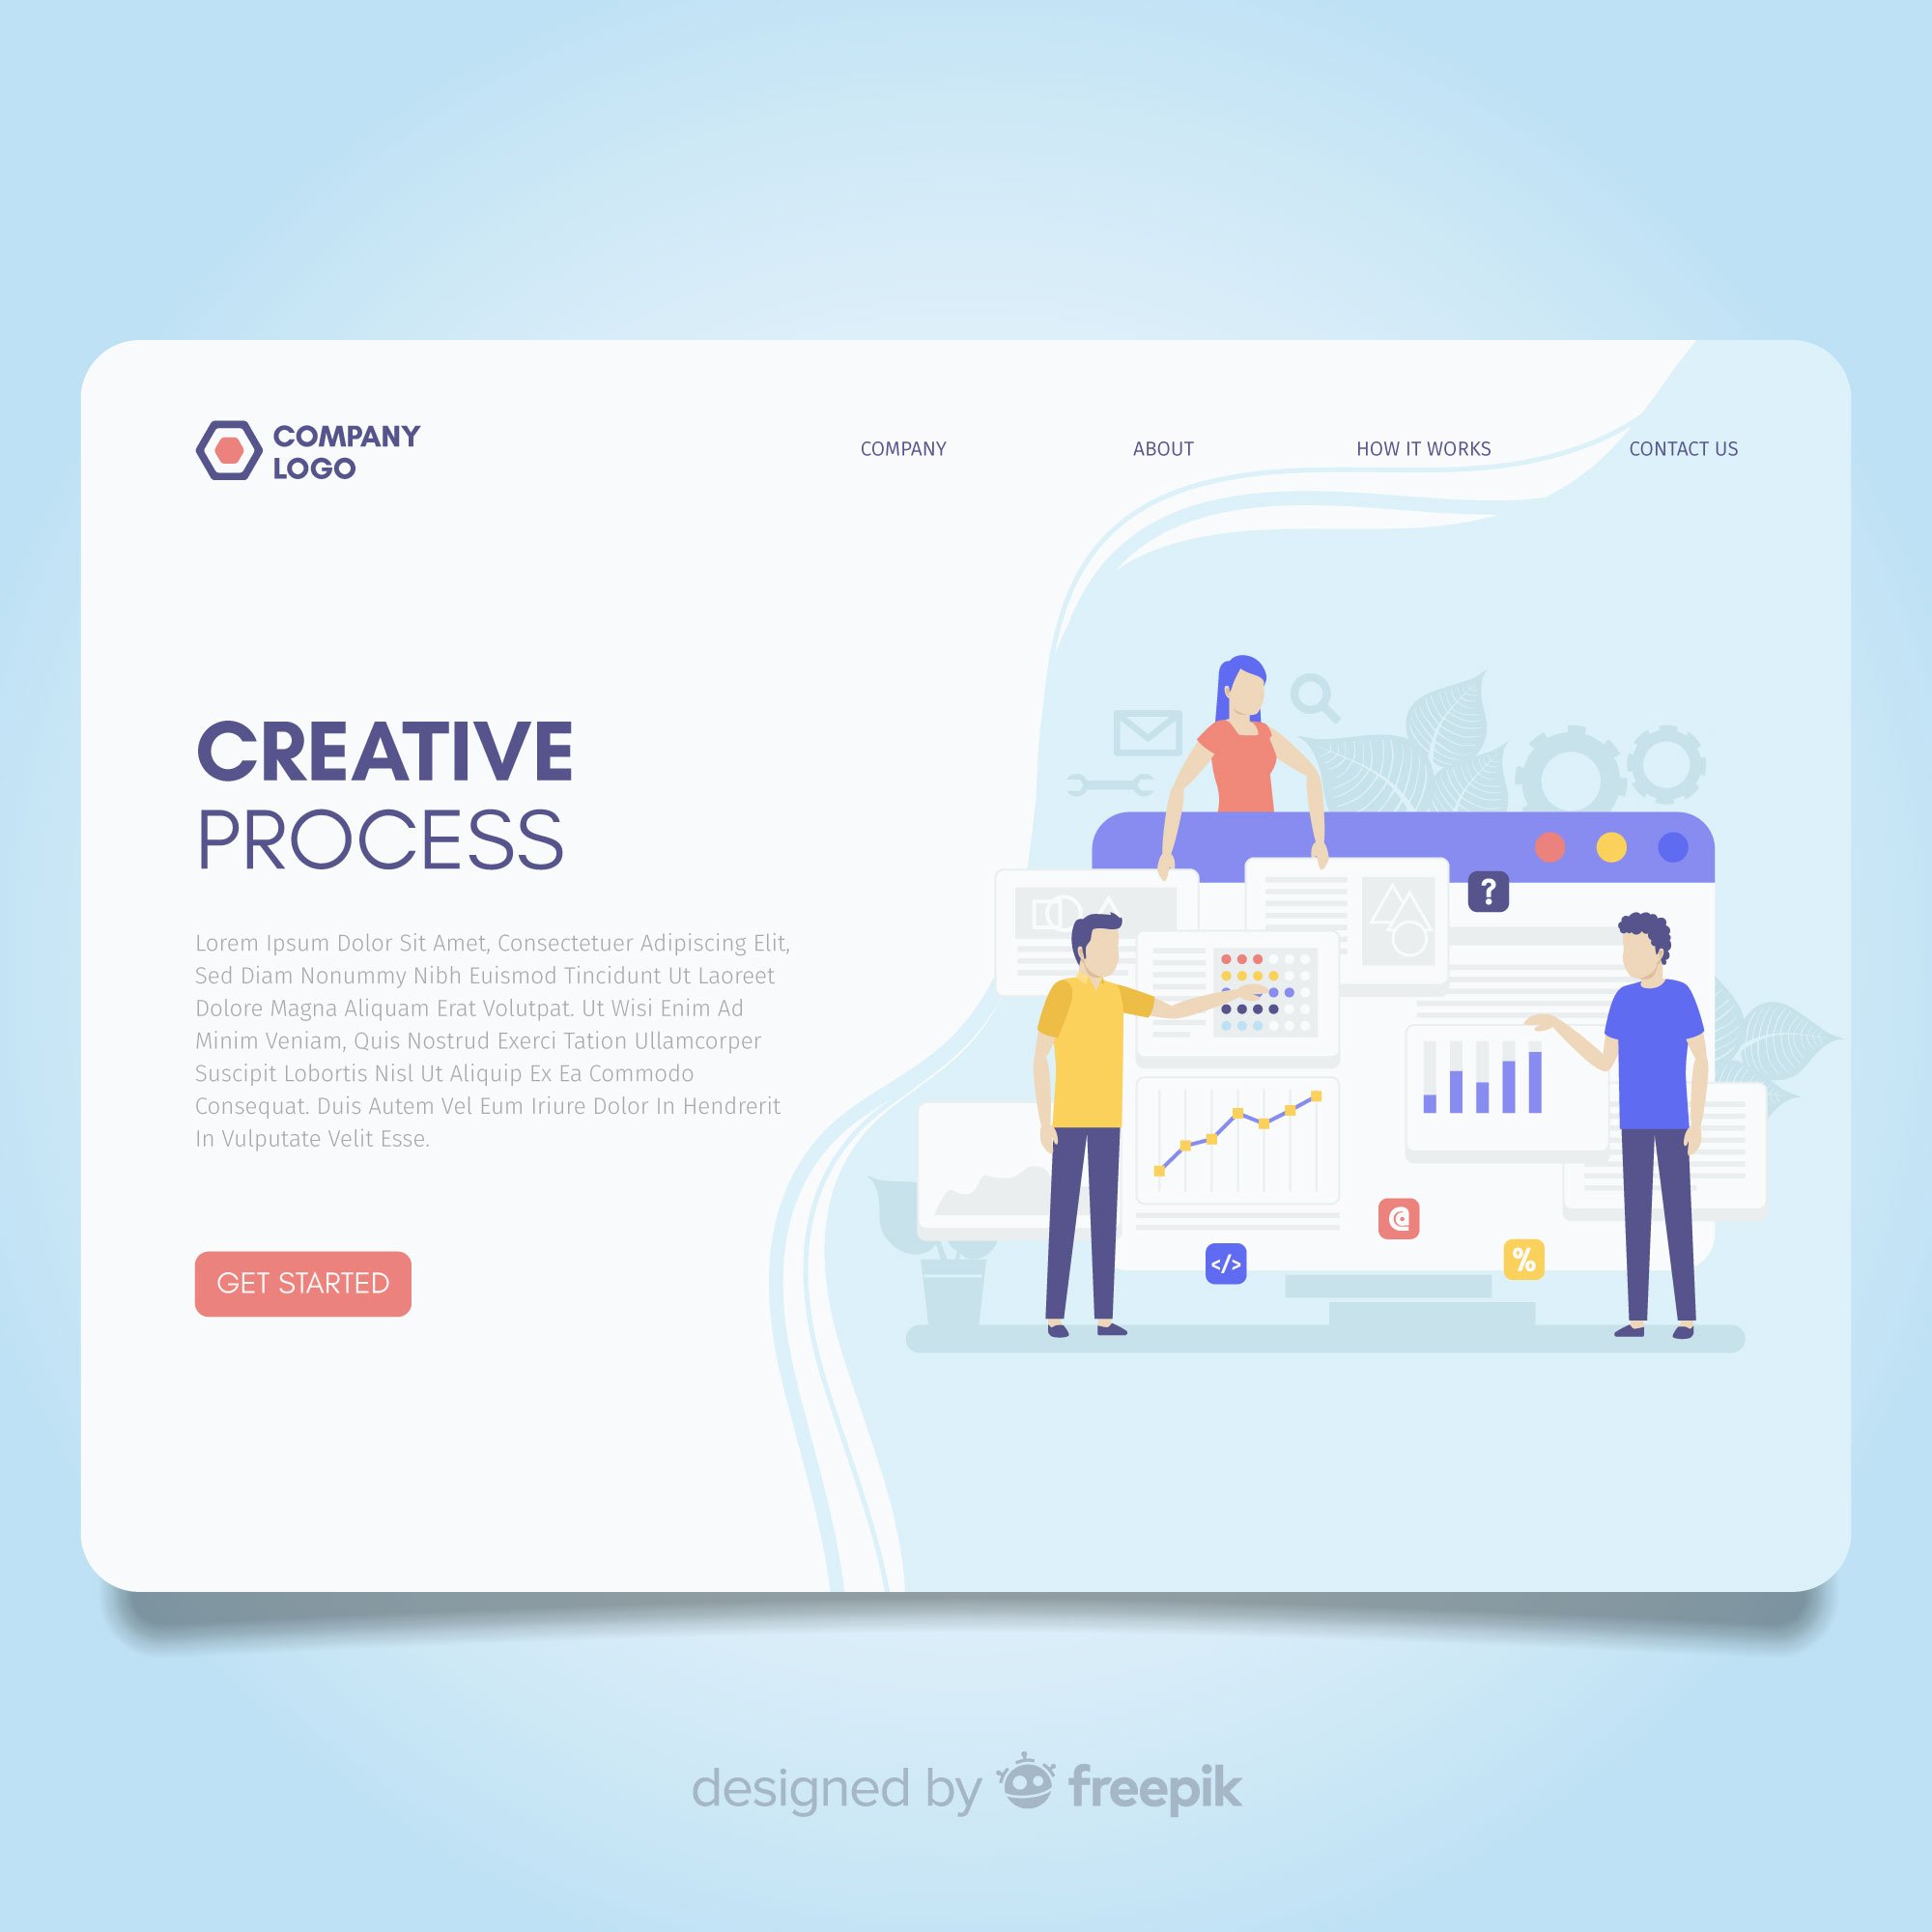 COMPANY
LOGO
COMPANY ABOUT HOW IT WORKS CONTACT US
CREATIVE
PROCESS
Lorem Ipsum Dolor Sit Amet, Consectetuer Adipiscing Elit,
Sed Diam Nonummy Nibh Euismod Tincidunt Ut Laoreet
Dolore Magna Aliquam Erat Volutpat. Ut Wisi Enim Ad
Minim Veniam, Quis Nostrud Exerci Tation Ullamcorper
Suscipit Lobortis Nisl Ut Aliquip Ex Ea Commodo
Consequat. Duis Autem Vel Eum Iriure Dolor In Hendrerit
In Vulputate Velit Esse.
GET STARTED
?
@
</>
%
designed by freepik